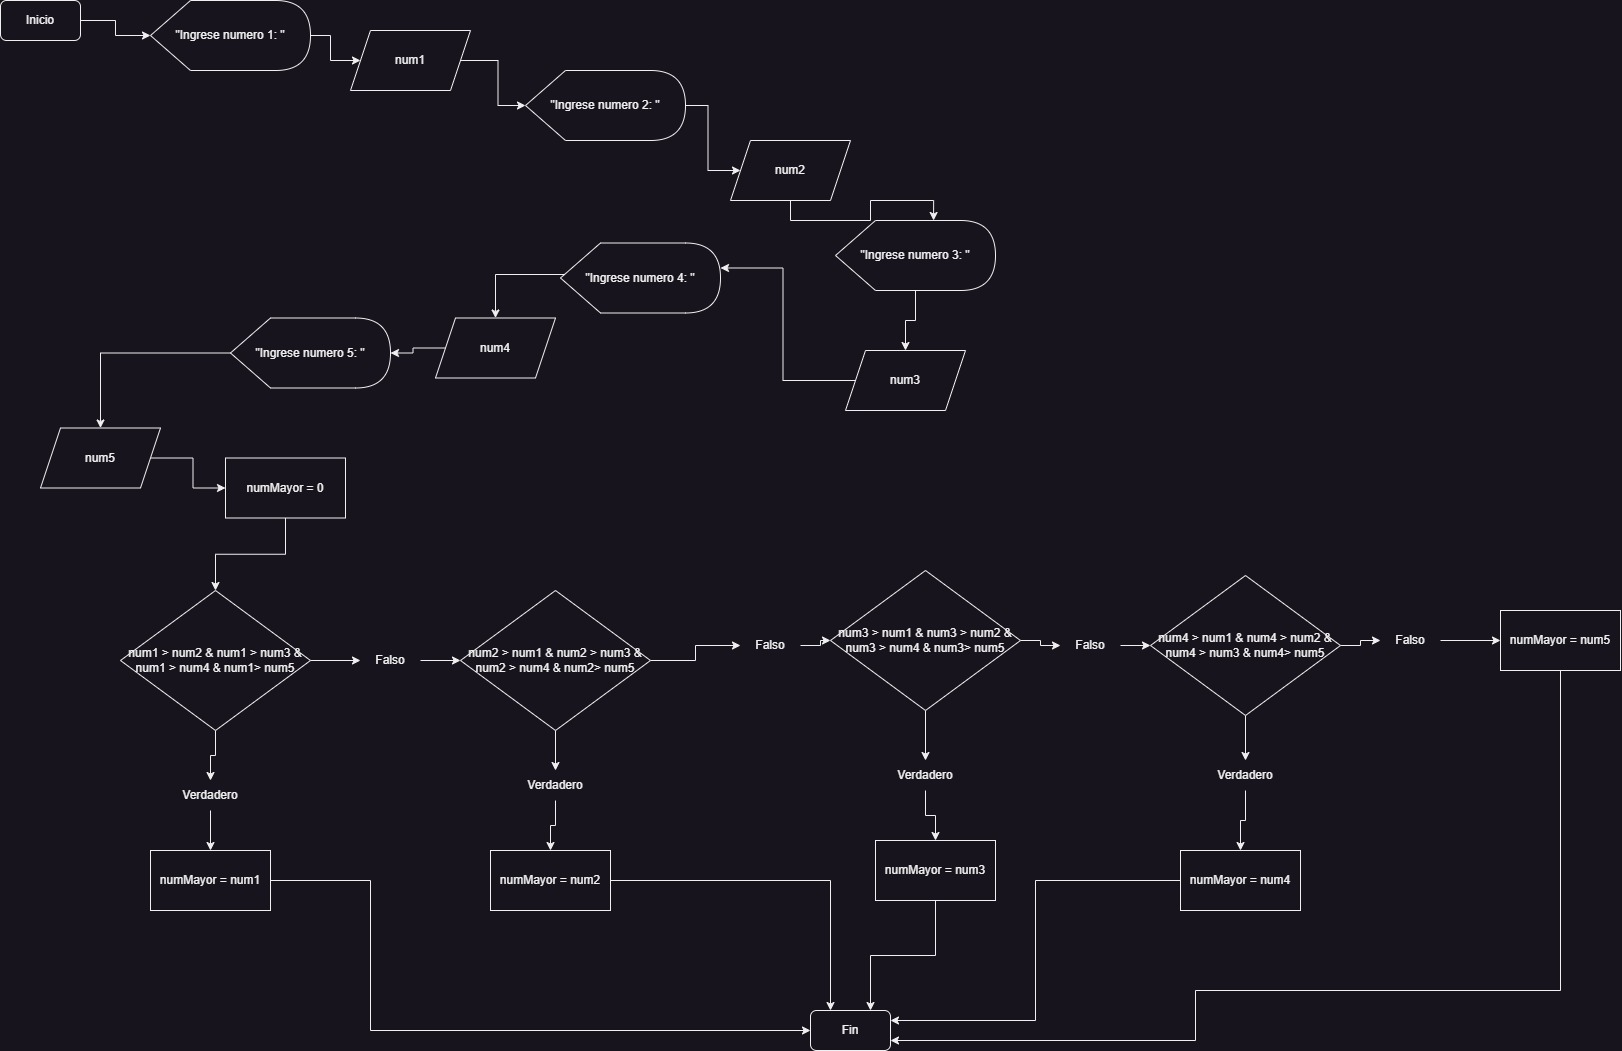 Inicio
"Ingrese numero 1: "
num1
"Ingrese numero 2: "
num2
"Ingrese numero 3: "
num3
"Ingrese numero 4: "
num4
"Ingrese numero 5: "
num5
numMayor = 0
num1 > num2 & num1 > num3 &
num1 > num4 & num1> num5
Falso
num2 > num1 & num2 > num3 &
num2 > num4 & num2> num5
Falso
num3 > num1 & num3 > num2 &
num3 > num4 & num3> num5
Falso
num4 > num1 & num4 > num2 &
num4 > num3 & num4> num5
Falso
numMayor = num5
Verdadero
Verdadero
Verdadero
Verdadero
numMayor = num1
numMayor = num2
numMayor = num3
numMayor = num4
Fin